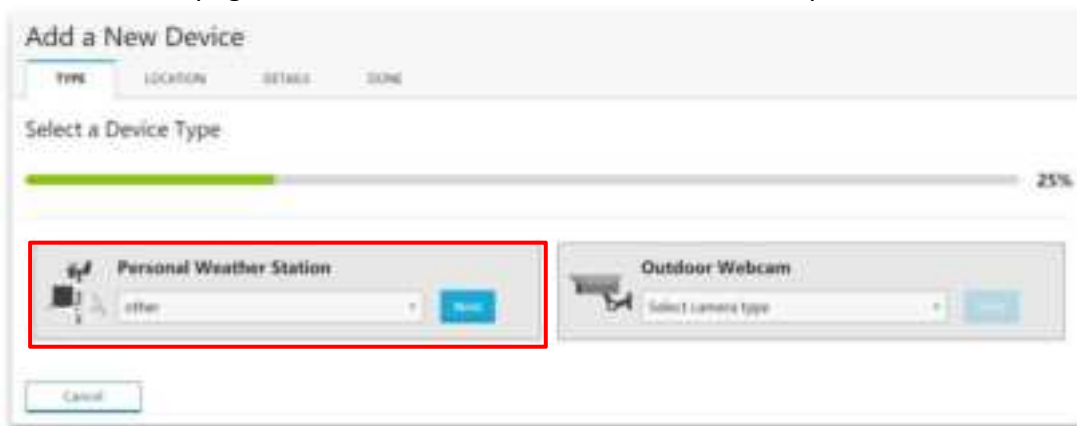 Add a New Device
TYPE LOCATION DETAILS DONE
Select a Device Type
25%
Personal Weather Station
other
Next
Outdoor Webcam
Select camera type
Next
Cancel